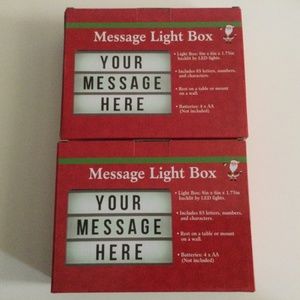 Message Light Box
YOUR
MESSAGE
HERE
• Light Box: 8in x 6in x 1.75in
backlit by LED lights.
• Includes 85 letters, numbers,
and characters.
• Rest on a table or mount
on a wall.
• Batteries: 4 x AA
(Not included)
Message Light Box
YOUR
MESSAGE
HERE
• Light Box: 8in x 6in x 1.75in
backlit by LED lights.
• Includes 85 letters, numbers,
and characters.
• Rest on a table or mount
on a wall.
• Batteries: 4 x AA
(Not included)